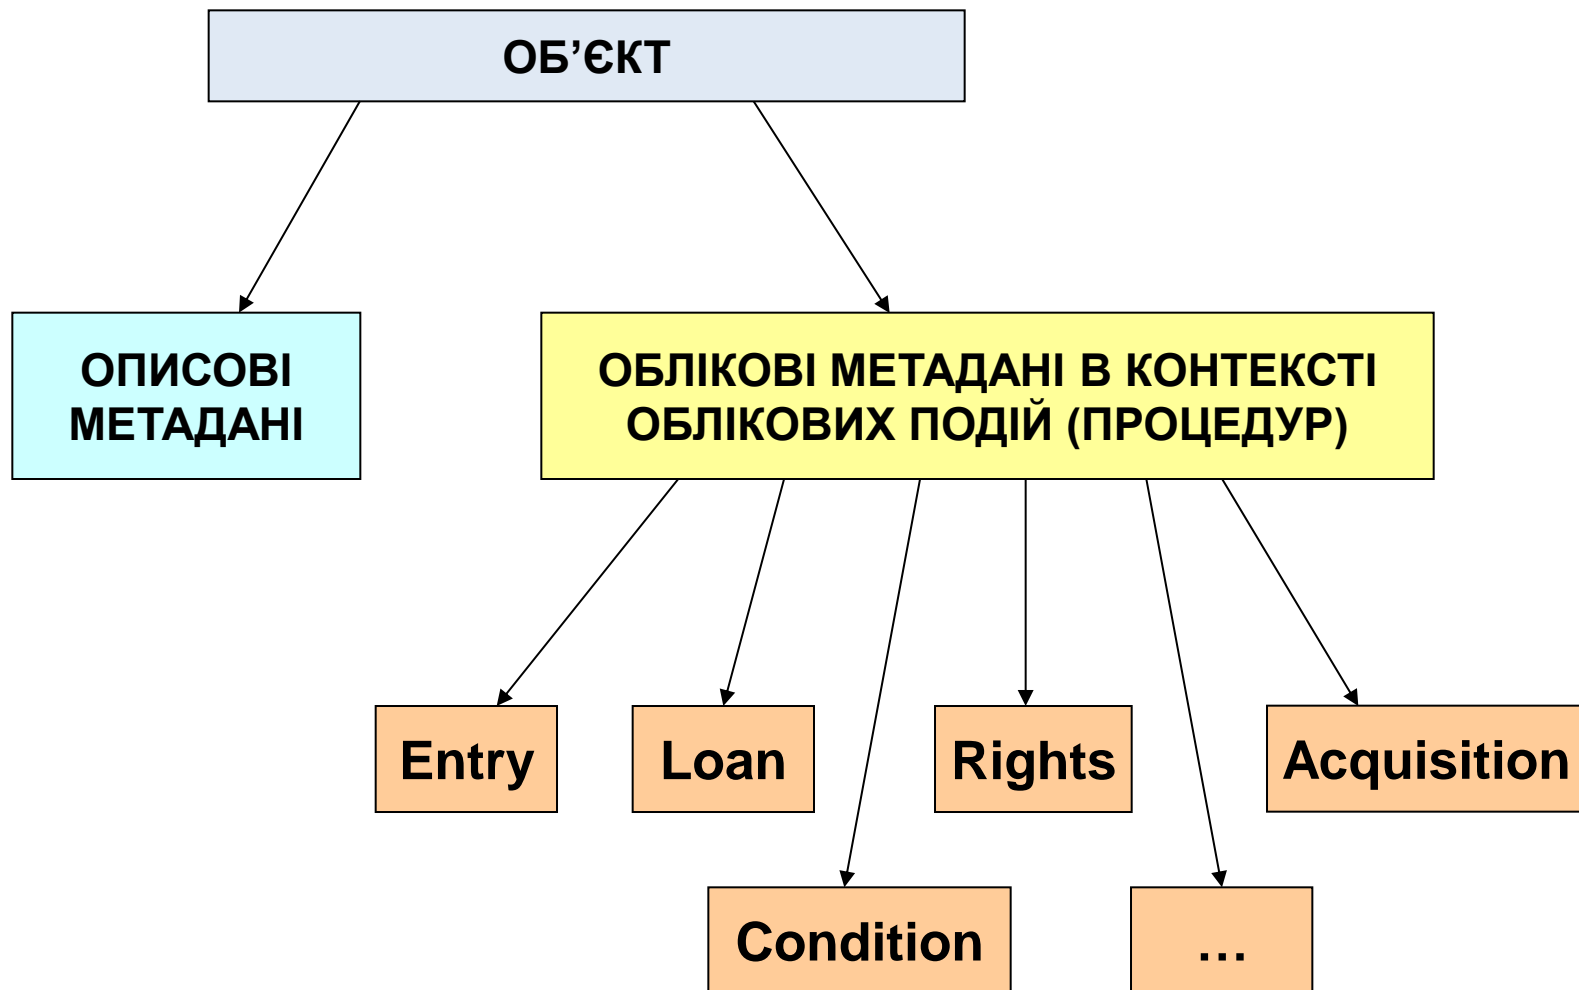 ОБ’ЄКТ
ОПИСОВІ
МЕТАДАНІ
ОБЛІКОВІ МЕТАДАНІ В КОНТЕКСТІ
ОБЛІКОВИХ ПОДІЙ (ПРОЦЕДУР)
Entry
Loan
Rights
Acquisition
Condition
…